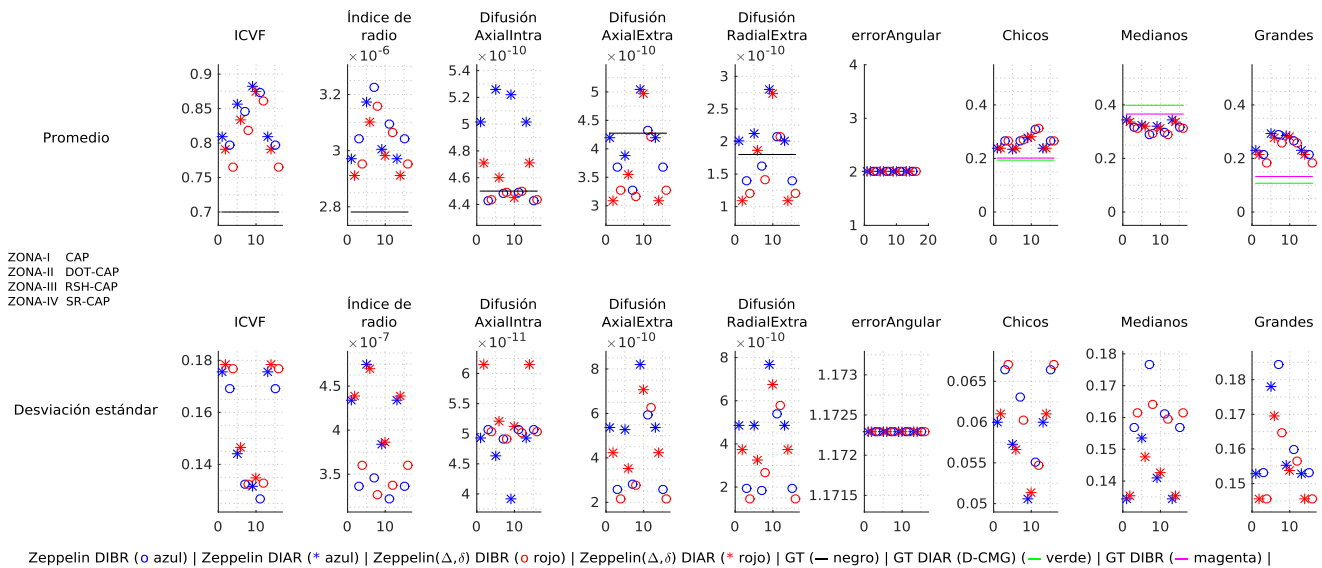 ICVF
Índice de
radio
Difusión
AxialIntra
Difusión
AxialExtra
Difusión
RadialExtra
errorAngular
Chicos
Medianos
Grandes
×10⁻⁶
×10⁻¹⁰
×10⁻¹⁰
×10⁻¹⁰
Promedio
0.9
0.85
0.8
0.75
0.7
0 10
3.2
3
2.8
0 10
5.4
5.2
5
4.8
4.6
4.4
0 10
5
4.5
4
3.5
3
0 10
3
2.5
2
1.5
1
0 10
4
3
2
1
0 10 20
0.4
0.2
0
0 10
0.4
0.2
0
0 10
0.4
0.2
0
0 10
ZONA-I CAP
ZONA-II DOT-CAP
ZONA-III RSH-CAP
ZONA-IV SR-CAP
ICVF
Índice de
radio
Difusión
AxialIntra
Difusión
AxialExtra
Difusión
RadialExtra
errorAngular
Chicos
Medianos
Grandes
×10⁻⁷
×10⁻¹¹
×10⁻¹⁰
×10⁻¹⁰
Desviación estándar
0.18
0.16
0.14
0 10
4.5
4
3.5
0 10
6
5.5
5
4.5
4
0 10
8
6
4
2
0 10
8
6
4
2
0 10
1.173
1.1725
1.172
1.1715
0 10 20
0.065
0.06
0.055
0.05
0 10
0.18
0.17
0.16
0.15
0.14
0 10
0.18
0.17
0.16
0.15
0 10
Zeppelin DIBR (o azul) | Zeppelin DIAR (* azul) | Zeppelin(Δ,δ) DIBR (o rojo) | Zeppelin(Δ,δ) DIAR (* rojo) | GT (— negro) | GT DIAR (D-CMG) (— verde) | GT DIBR (— magenta) |